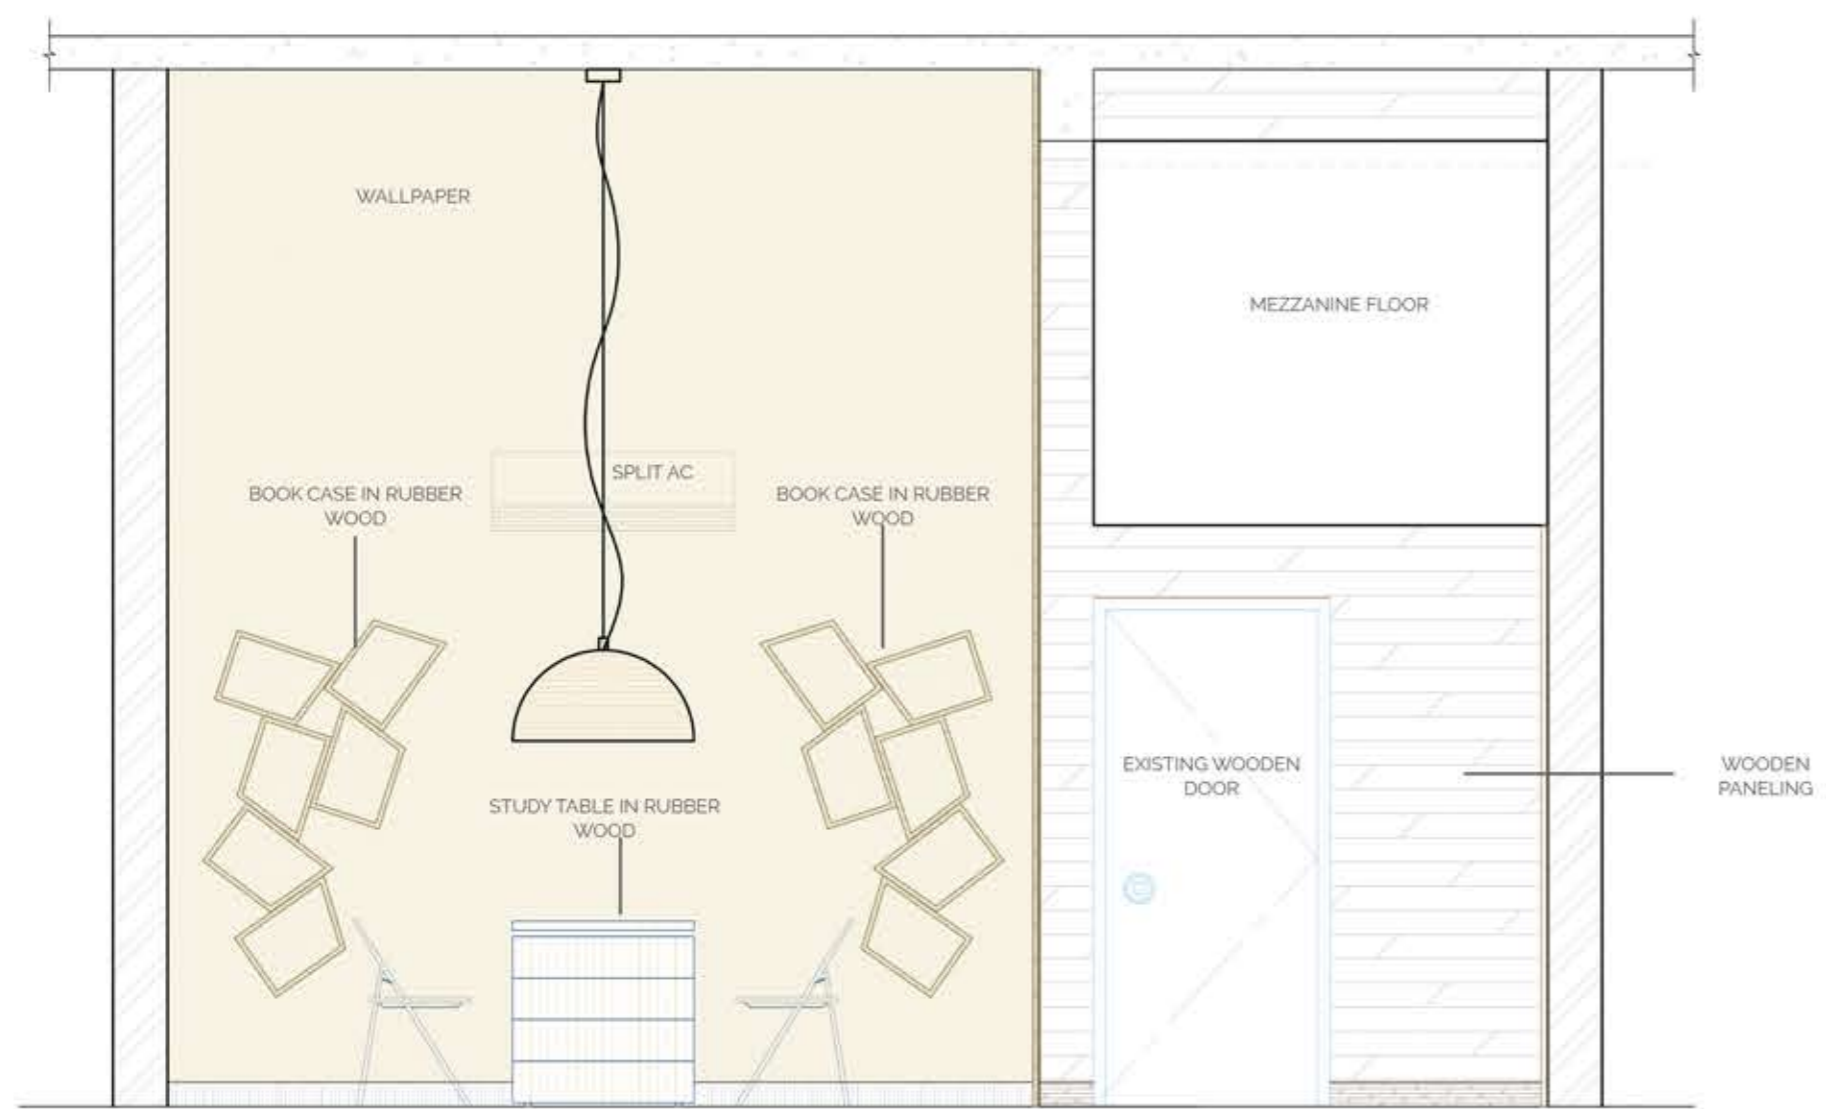 WALLPAPER
MEZZANINE FLOOR
SPLIT AC
BOOK CASE IN RUBBER
WOOD
BOOK CASE IN RUBBER
WOOD
EXISTING WOODEN
DOOR
WOODEN
PANELING
STUDY TABLE IN RUBBER
WOOD